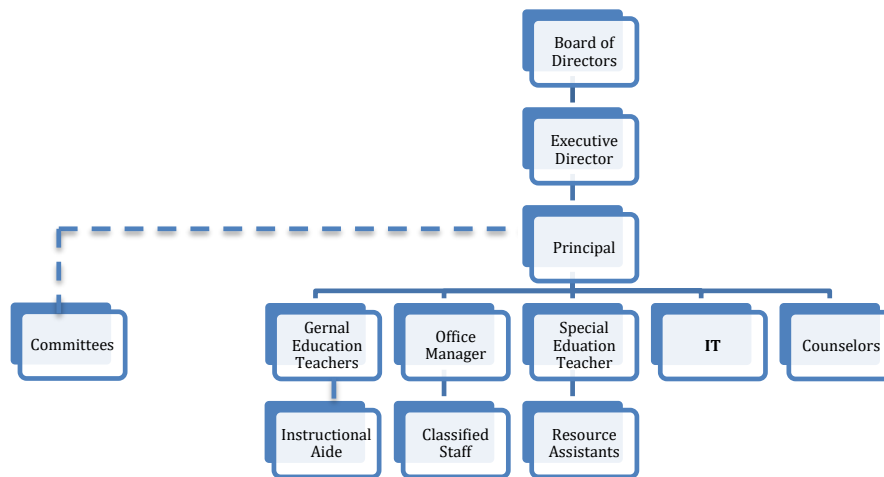 Board of
Directors
Executive
Director
Principal
Committees
Gernal
Education
Teachers
Office
Manager
Special
Eduation
Teacher
IT
Counselors
Instructional
Aide
Classified
Staff
Resource
Assistants